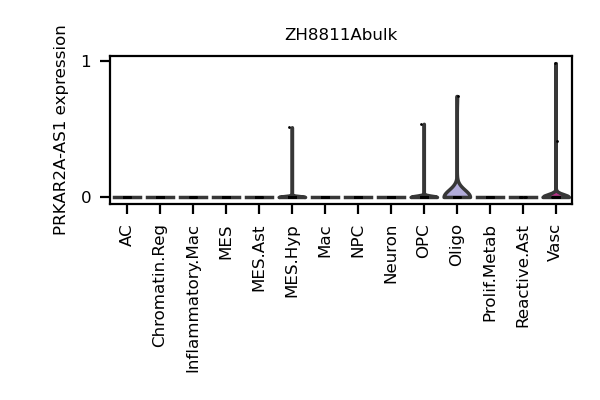 ZH8811Abulk
PRKAR2A-AS1 expression
1
0
AC
Chromatin.Reg
Inflammatory.Mac
MES
MES.Ast
MES.Hyp
Mac
NPC
Neuron
OPC
Oligo
Prolif.Metab
Reactive.Ast
Vasc